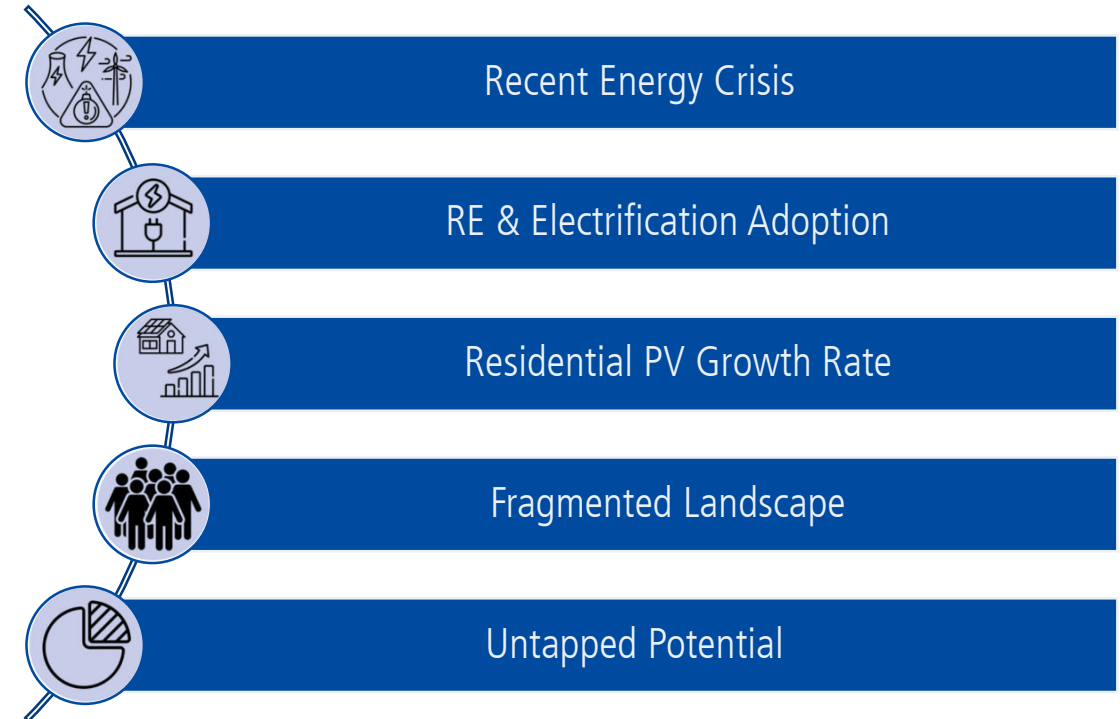 Recent Energy Crisis
RE & Electrification Adoption
Residential PV Growth Rate
Fragmented Landscape
Untapped Potential